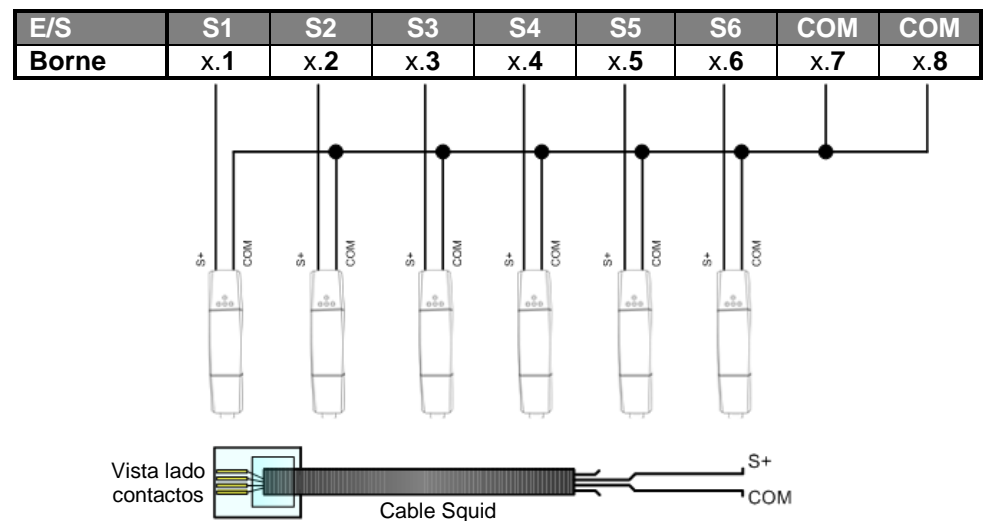 E/S S1 S2 S3 S4 S5 S6 COM COM
Borne x.1 x.2 x.3 x.4 x.5 x.6 x.7 x.8
S+ COM S+ COM S+ COM S+ COM S+ COM S+ COM
Vista lado
contactos
S+
COM
Cable Squid